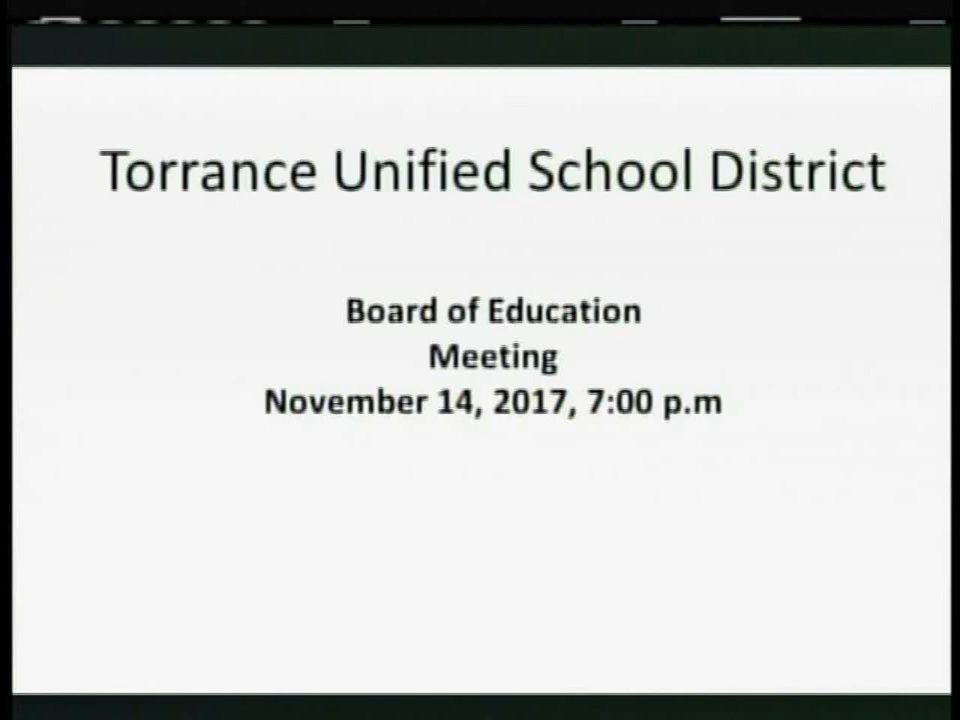 Torrance Unified School District
Board of Education
Meeting
November 14, 2017, 7:00 p.m